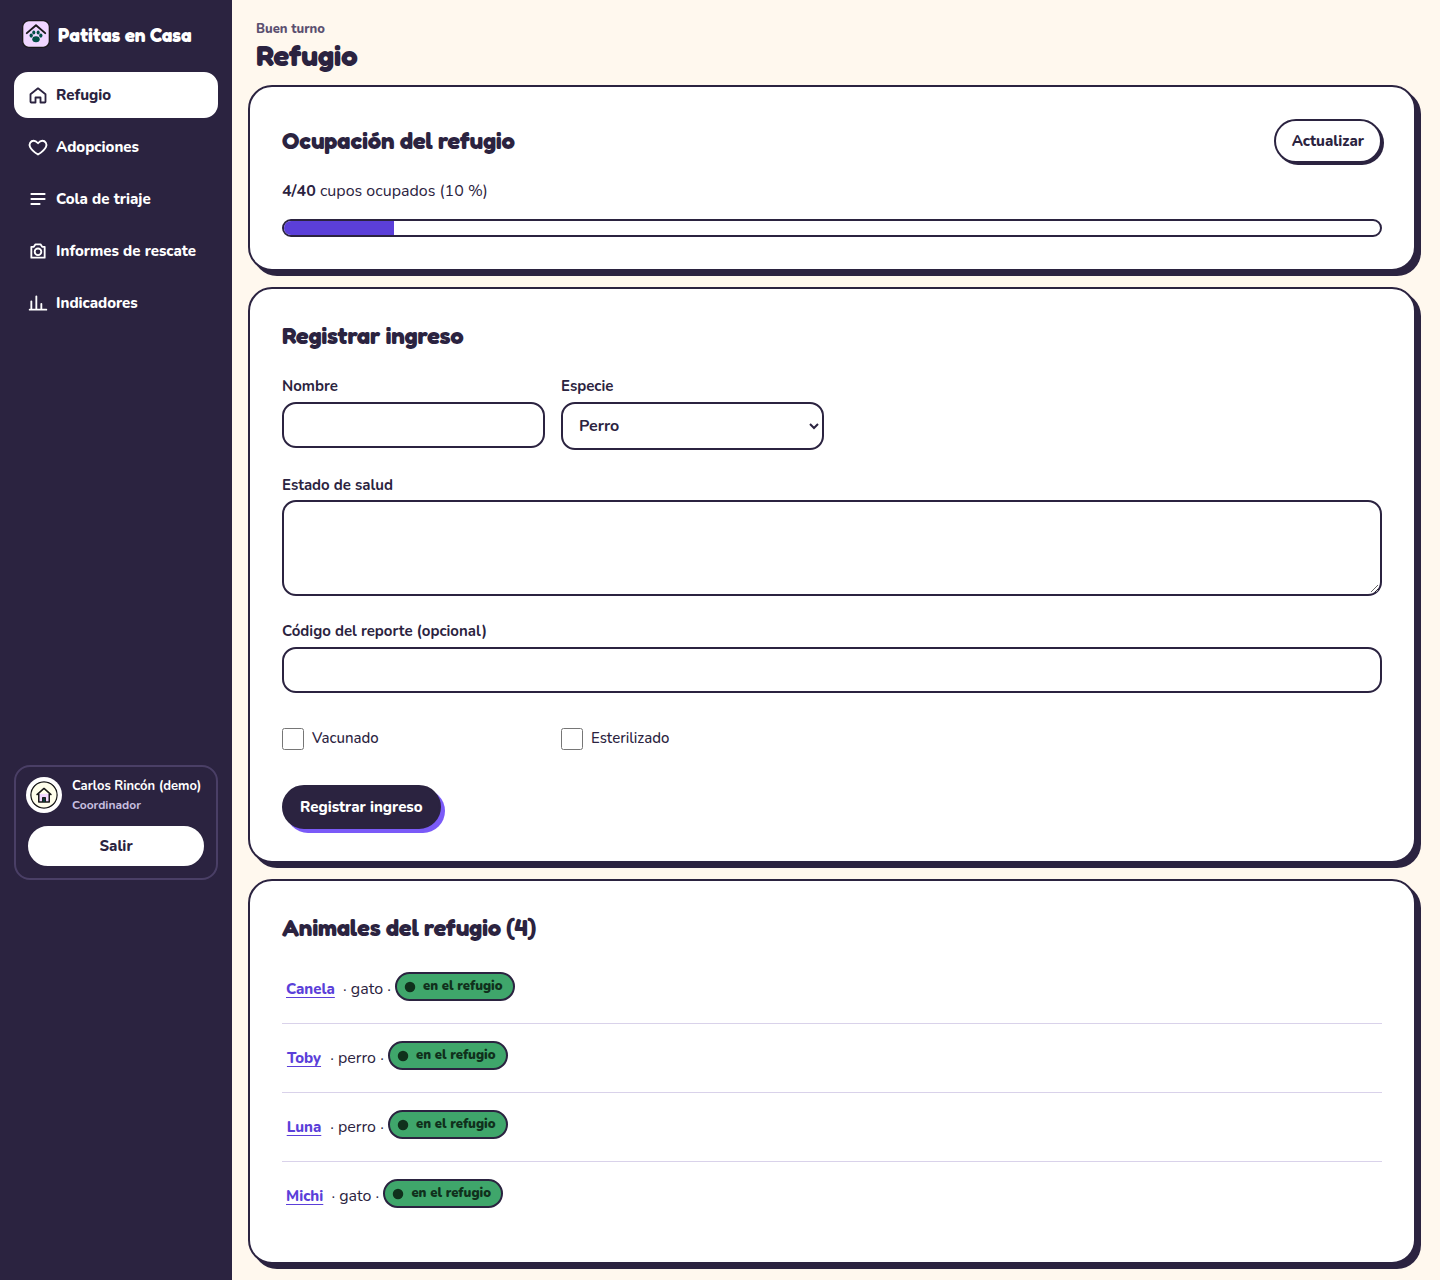 Patitas en Casa
Refugio
Adopciones
Cola de triaje
Informes de rescate
Indicadores
Carlos Rincón (demo)
Coordinador
Salir
Buen turno
Refugio
Ocupación del refugio
Actualizar
4/40 cupos ocupados (10 %)
Registrar ingreso
Nombre
Especie
Perro
Estado de salud
Código del reporte (opcional)
Vacunado
Esterilizado
Registrar ingreso
Animales del refugio (4)
Canela · gato · en el refugio
Toby · perro · en el refugio
Luna · perro · en el refugio
Michi · gato · en el refugio